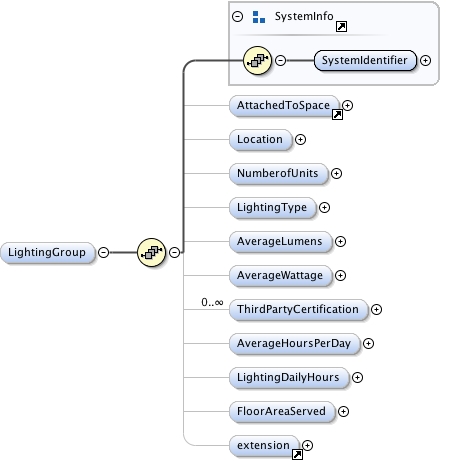 SystemInfo
SystemIdentifier
AttachedToSpace
Location
NumberofUnits
LightingType
AverageLumens
LightingGroup
AverageWattage
0..∞
ThirdPartyCertification
AverageHoursPerDay
LightingDailyHours
FloorAreaServed
extension